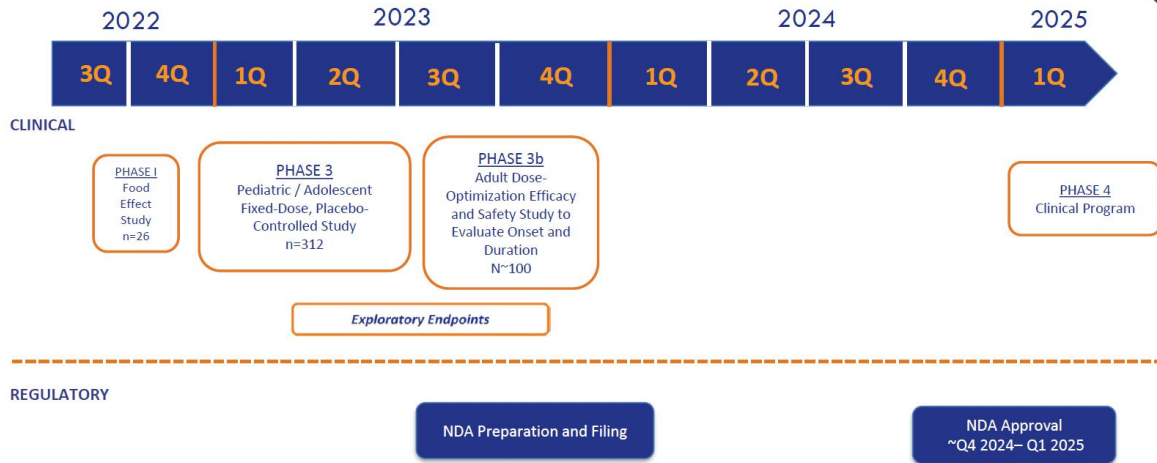 2022 2023 2024 2025
3Q 4Q 1Q 2Q 3Q 4Q 1Q 2Q 3Q 4Q 1Q
CLINICAL
PHASE I
Food
Effect
Study
n=26
PHASE 3
Pediatric / Adolescent
Fixed-Dose, Placebo-
Controlled Study
n=312
PHASE 3b
Adult Dose-
Optimization Efficacy
and Safety Study to
Evaluate Onset and
Duration
N~100
PHASE 4
Clinical Program
Exploratory Endpoints
REGULATORY
NDA Preparation and Filing
NDA Approval
~Q4 2024– Q1 2025